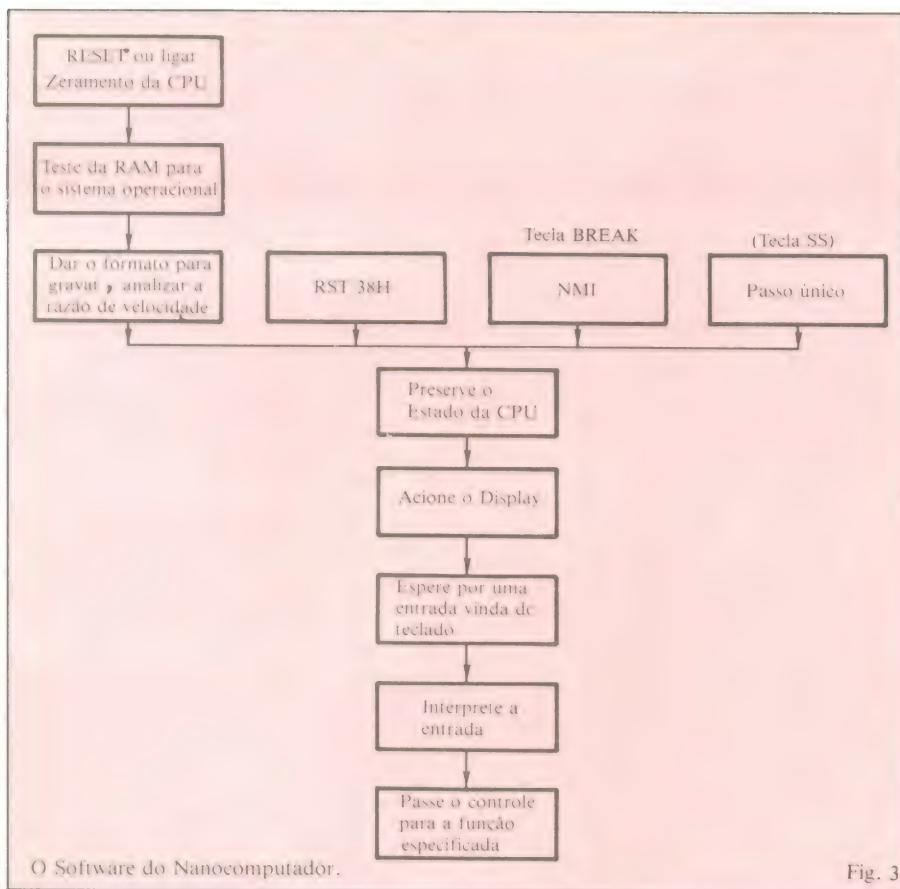 RESET* ou ligar
Zeramento da CPU
Teste da RAM para
o sistema operacional
Dar o formato para
gravar, analizar a
razão de velocidade
RST 38H
Tecla BREAK
NMI
(Tecla SS)
Passo único
Preserve o
Estado da CPU
Acione o Display
Espere por uma
entrada vinda do
teclado
Interprete a
entrada
Passe o controle
para a função
especificada
O Software do Nanocomputador.
Fig. 3